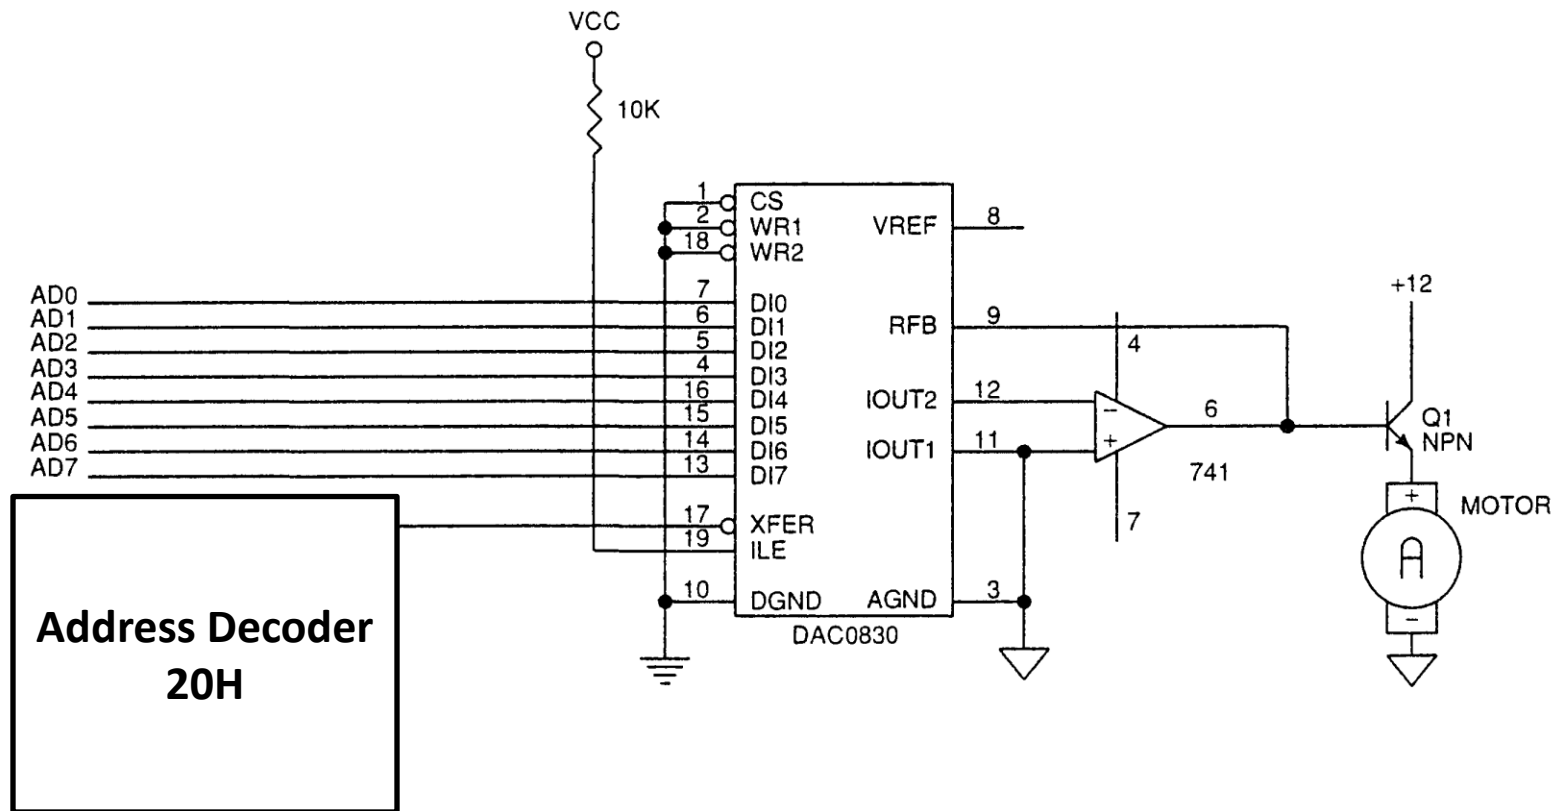 VCC
10K
1
CS
2
WR1
18
WR2
VREF
8
AD0
7
DI0
AD1
6
DI1
RFB
9
AD2
5
DI2
AD3
4
DI3
AD4
16
DI4
IOUT2
12
AD5
15
DI5
AD6
14
DI6
IOUT1
11
AD7
13
DI7
17
XFER
19
ILE
10
DGND
AGND
3
DAC0830
4
−
+
6
741
7
+12
Q1
NPN
+
MOTOR
A
-
Address Decoder
20H